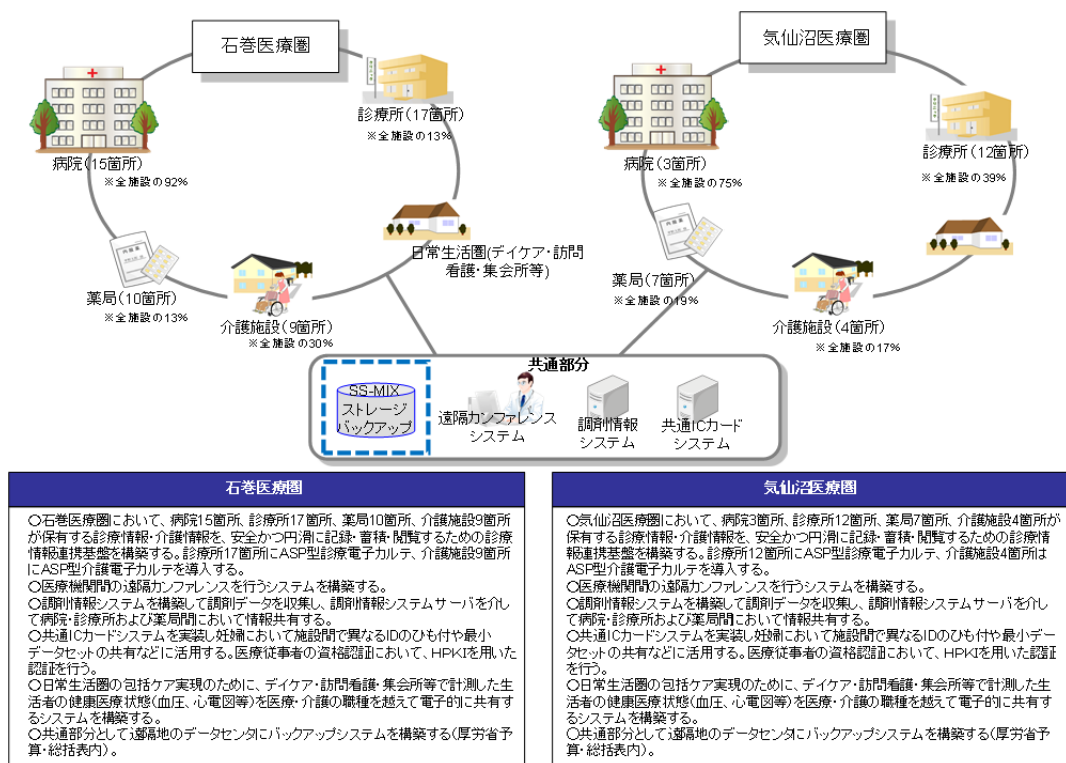 石巻医療圏
病院(15箇所)
※全施設の92%
診療所(17箇所)
※全施設の13%
日常生活圏(デイケア・訪問
看護・集会所等)
薬局(10箇所)
※全施設の13%
介護施設(9箇所)
※全施設の30%
気仙沼医療圏
病院(3箇所)
※全施設の75%
診療所(12箇所)
※全施設の39%
薬局(7箇所)
※全施設の19%
介護施設(4箇所)
※全施設の17%
共通部分
SS-MIX
ストレージ
バックアップ
遠隔カンファレンス
システム
調剤情報
システム
共通ICカード
システム
石巻医療圏
○石巻医療圏において、病院15箇所、診療所17箇所、薬局10箇所、介護施設9箇所
が保有する診療情報・介護情報を、安全かつ円滑に記録・蓄積・閲覧するための診療
情報連携基盤を構築する。診療所17箇所にASP型診療電子カルテ、介護施設9箇所
にASP型介護電子カルテを導入する。
○医療機関間の遠隔カンファレンスを行うシステムを構築する。
○調剤情報システムを構築して調剤データを収集し、調剤情報システムサーバを介し
て病院・診療所および薬局間において情報共有する。
○共通ICカードシステムを実装し妊婦において施設間で異なるIDのひも付や最小
データセットの共有などに活用する。医療従事者の資格認証において、HPKIを用いた
認証を行う。
○日常生活圏の包括ケア実現のために、デイケア・訪問看護・集会所等で計測した生
活者の健康医療状態(血圧、心電図等)を医療・介護の職種を越えて電子的に共有す
るシステムを構築する。
○共通部分として遠隔地のデータセンタにバックアップシステムを構築する(厚労省予
算・総括表内)。
気仙沼医療圏
○気仙沼医療圏において、病院3箇所、診療所12箇所、薬局7箇所、介護施設4箇所が
保有する診療情報・介護情報を、安全かつ円滑に記録・蓄積・閲覧するための診療情
報連携基盤を構築する。診療所12箇所にASP型診療電子カルテ、介護施設4箇所は
ASP型介護電子カルテを導入する。
○医療機関間の遠隔カンファレンスを行うシステムを構築する。
○調剤情報システムを構築して調剤データを収集し、調剤情報システムサーバを介し
て病院・診療所および薬局間において情報共有する。
○共通ICカードシステムを実装し妊婦において施設間で異なるIDのひも付や最小デー
タセットの共有などに活用する。医療従事者の資格認証において、HPKIを用いた認証
を行う。
○日常生活圏の包括ケア実現のために、デイケア・訪問看護・集会所等で計測した生
活者の健康医療状態(血圧、心電図等)を医療・介護の職種を越えて電子的に共有す
るシステムを構築する。
○共通部分として遠隔地のデータセンタにバックアップシステムを構築する(厚労省予
算・総括表内)。